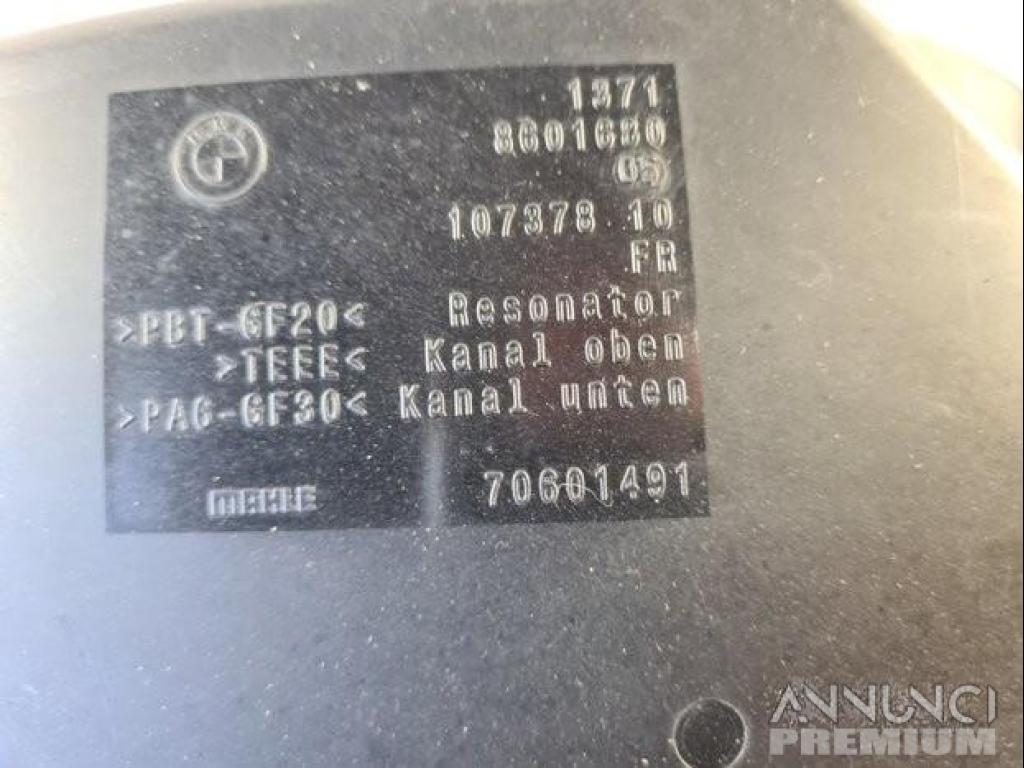 BMW
1371
8601680
05
107378 10
FR
>PBT-GF20< Resonator
>TEEE< Kanal oben
>PA6-GF30< Kanal unten
MAHLE 70601491
ANNUNCI
PREMIUM